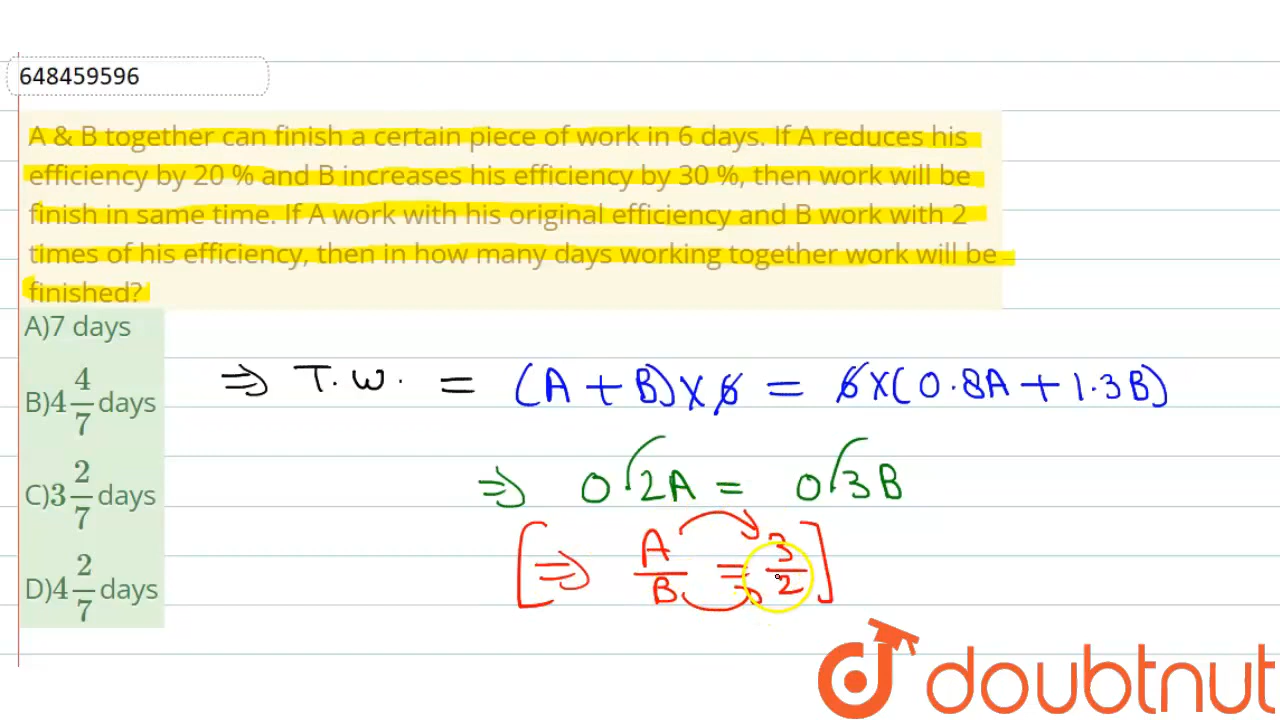 648459596
A & B together can finish a certain piece of work in 6 days. If A reduces his
efficiency by 20 % and B increases his efficiency by 30 %, then work will be
finish in same time. If A work with his original efficiency and B work with 2
times of his efficiency, then in how many days working together work will be
finished?
A)7 days
B)4 4/7 days
C)3 2/7 days
D)4 2/7 days
⇒ T.W. = (A + B) × 6 = 6 × (0.8A + 1.3B)
⇒ 0.2A = 0.3B
[⇒ A/B = 3/2]
doubtnut